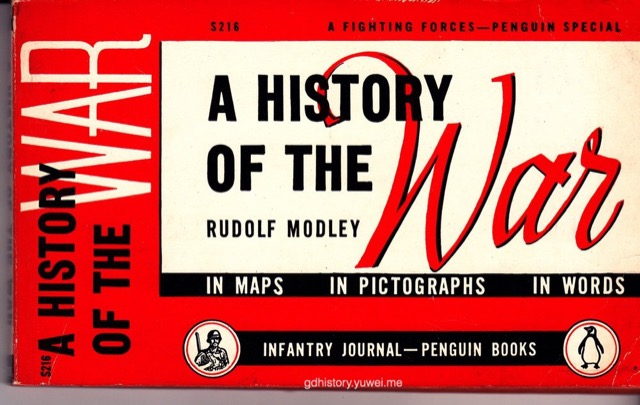 S216
A FIGHTING FORCES—PENGUIN SPECIAL
A HISTORY
OF THE
War
RUDOLF MODLEY
IN MAPS IN PICTOGRAPHS IN WORDS
INFANTRY JOURNAL—PENGUIN BOOKS
S216
A HISTORY
OF THE
WAR
gdhistory.yuwei.me